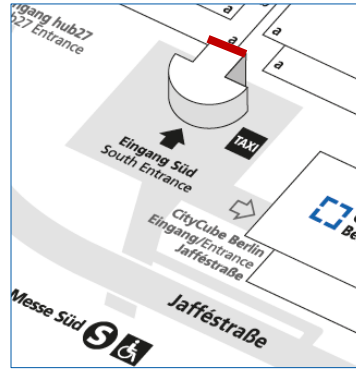 a
a
a
a
hub27
Entrance
TAXI
Eingang Süd
South Entrance
CityCube Berlin
Eingang/Entrance
Jafféstraße
Jafféstraße
Messe Süd S